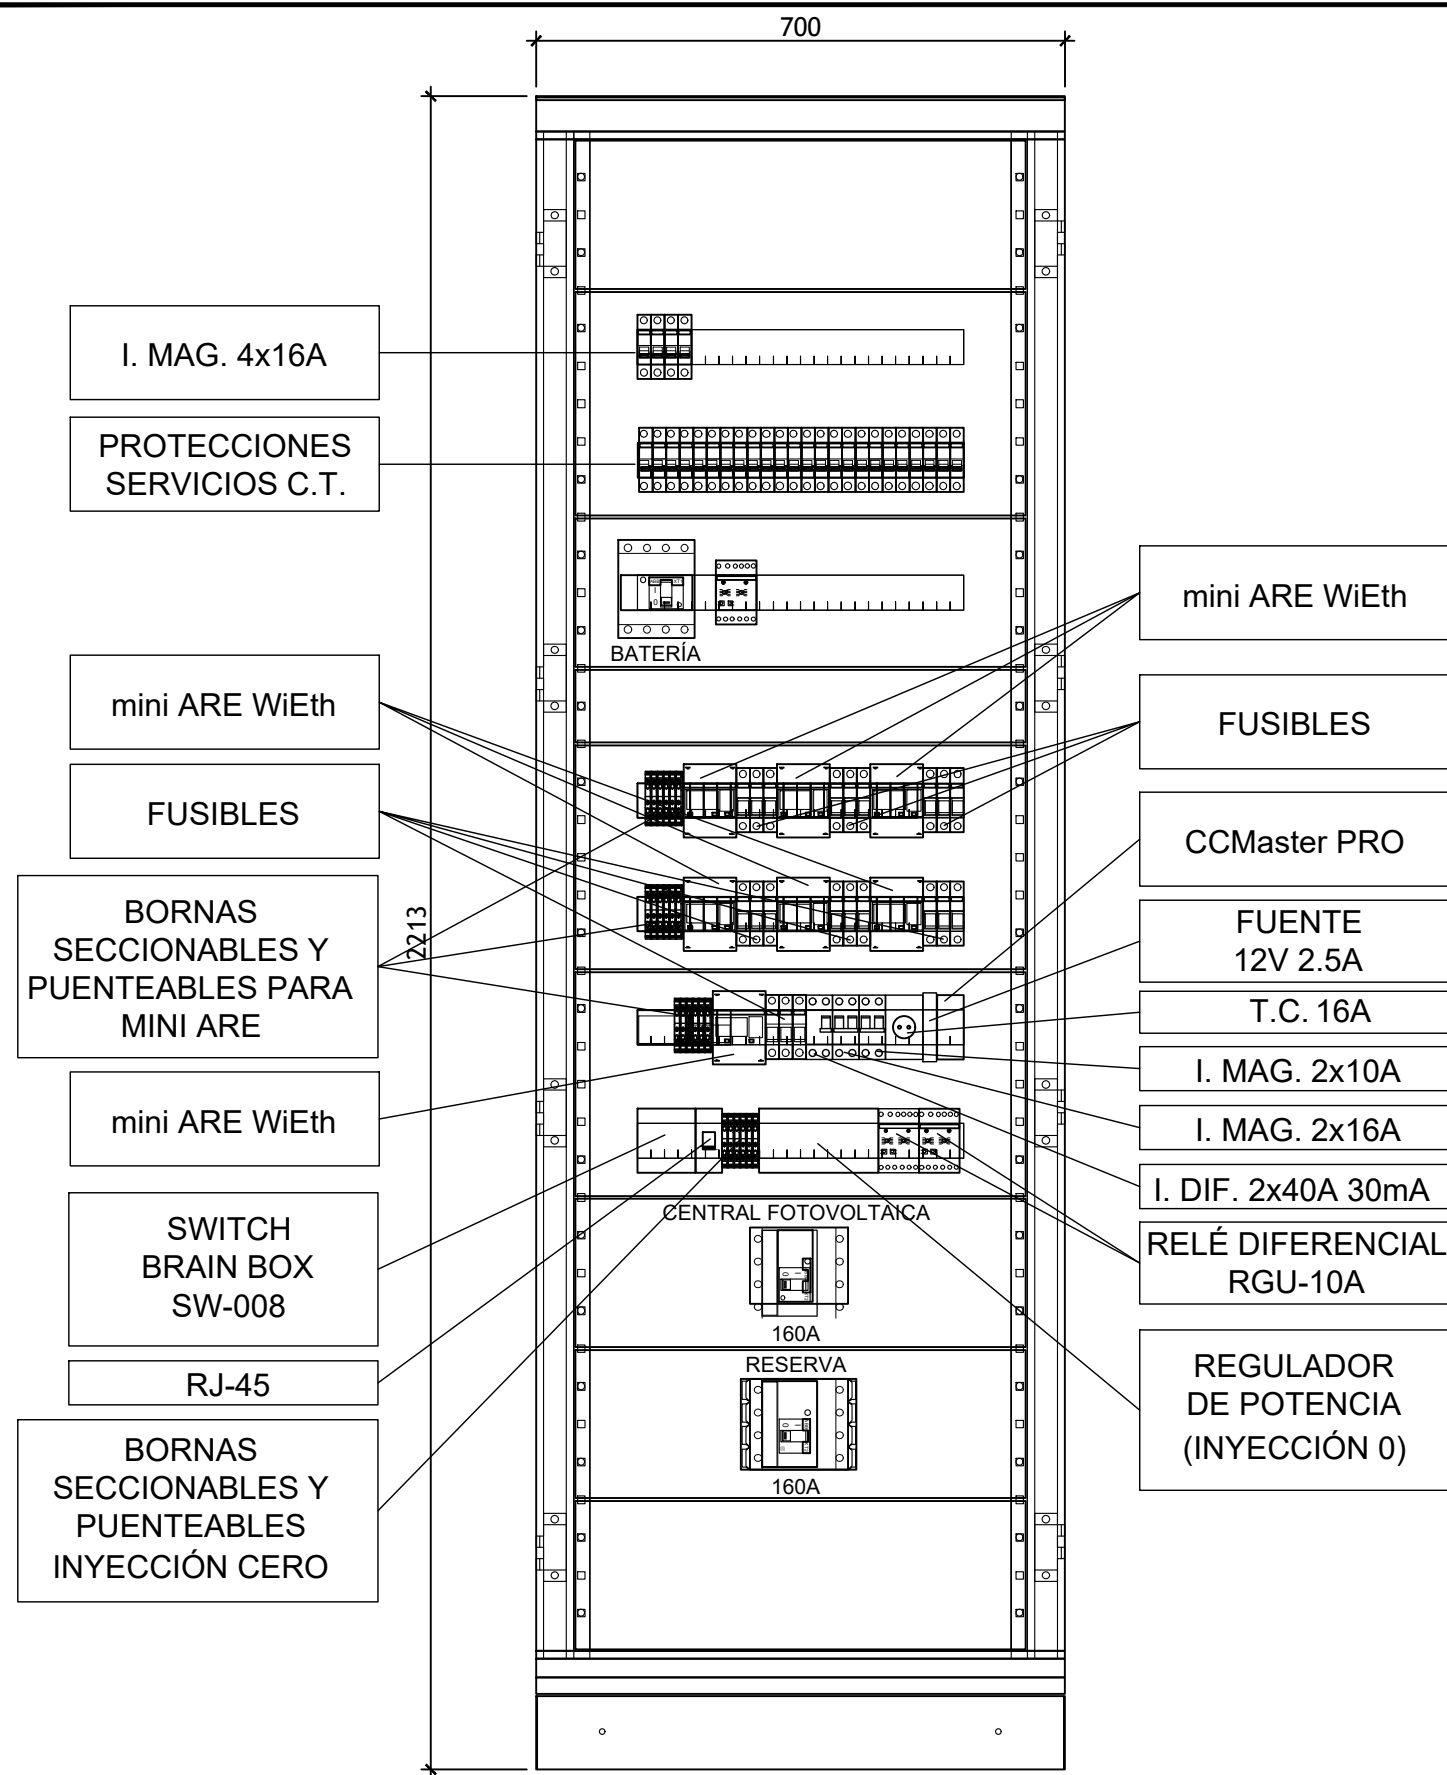 700
2213
I. MAG. 4x16A
PROTECCIONES
SERVICIOS C.T.
mini ARE WiEth
FUSIBLES
BORNAS
SECCIONABLES Y
PUENTEABLES PARA
MINI ARE
mini ARE WiEth
SWITCH
BRAIN BOX
SW-008
RJ-45
BORNAS
SECCIONABLES Y
PUENTEABLES
INYECCIÓN CERO
BATERÍA
CENTRAL FOTOVOLTAICA
160A
RESERVA
160A
mini ARE WiEth
FUSIBLES
CCMaster PRO
FUENTE
12V 2.5A
T.C. 16A
I. MAG. 2x10A
I. MAG. 2x16A
I. DIF. 2x40A 30mA
RELÉ DIFERENCIAL
RGU-10A
REGULADOR
DE POTENCIA
(INYECCIÓN 0)